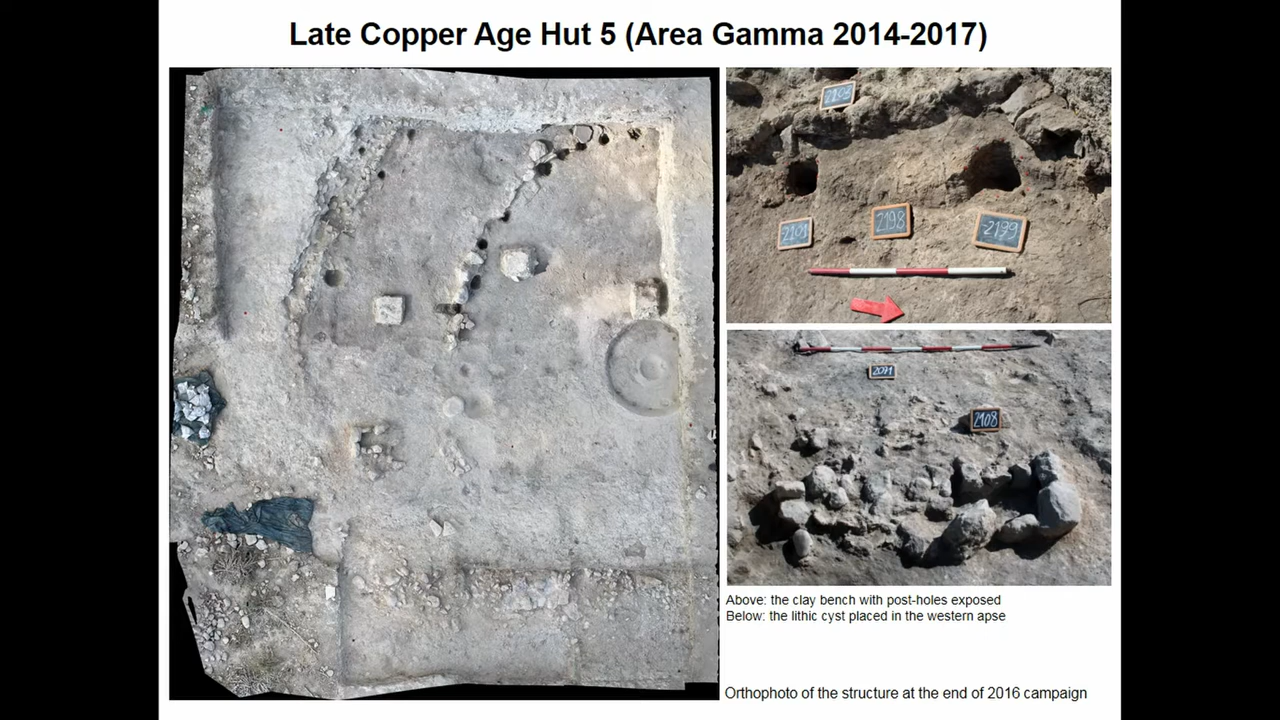 Late Copper Age Hut 5 (Area Gamma 2014-2017)
2101
2198
2199
2071
2108
Above: the clay bench with post-holes exposed
Below: the lithic cyst placed in the western apse
Orthophoto of the structure at the end of 2016 campaign